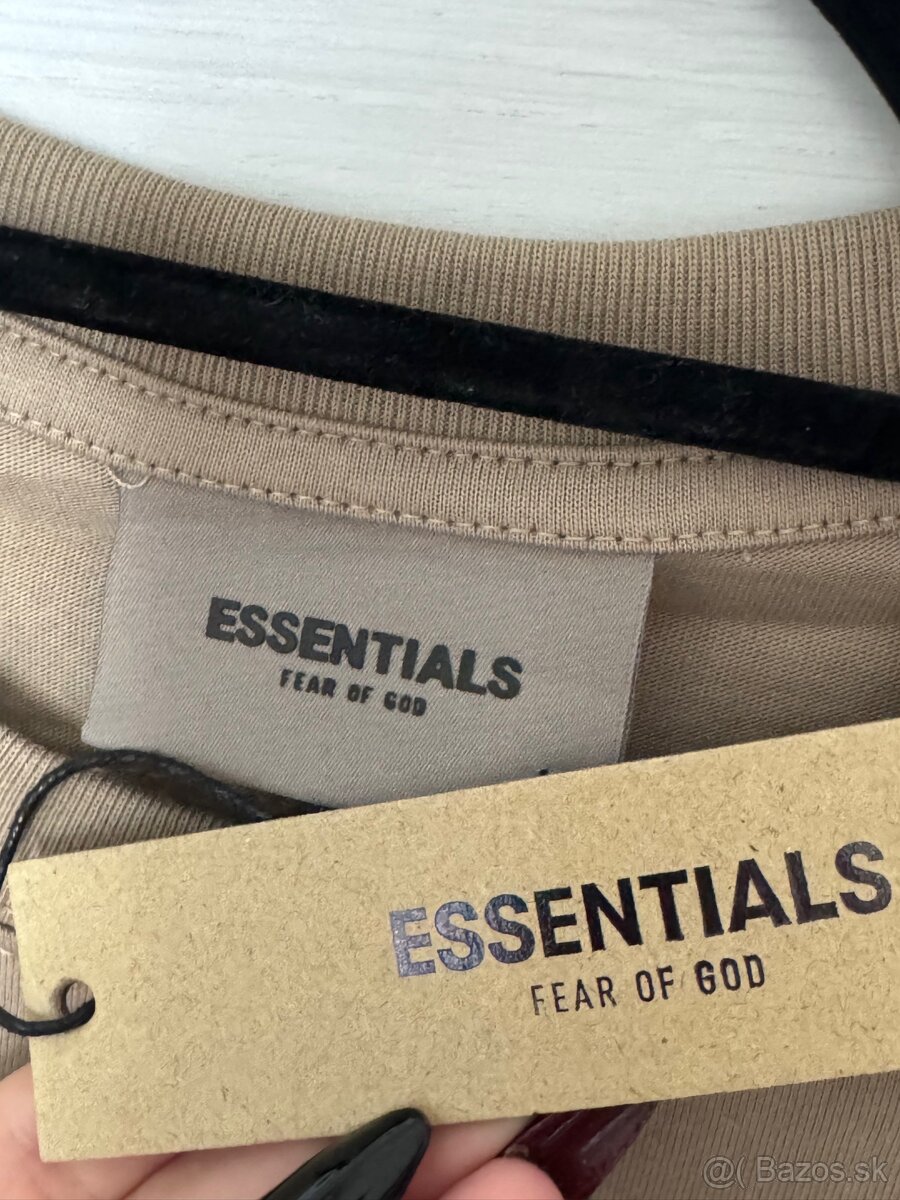 ESSENTIALS
FEAR OF GOD
ESSENTIALS
FEAR OF GOD
@( Bazos.sk